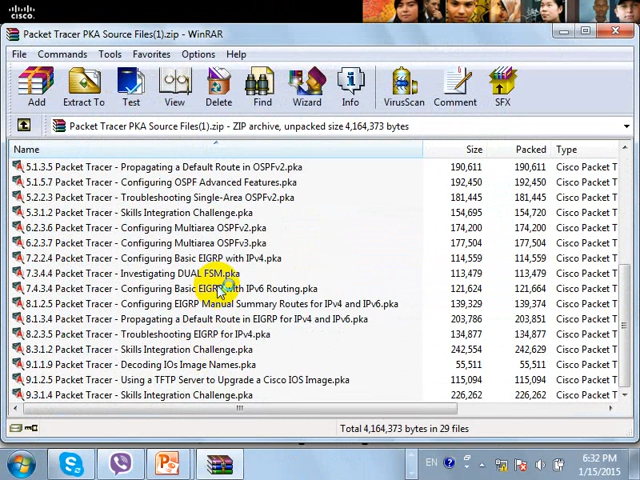 cisco.
Packet Tracer PKA Source Files(1).zip - WinRAR
File Commands Tools Favorites Options Help
Add Extract To Test View Delete Find Wizard Info VirusScan Comment SFX
Packet Tracer PKA Source Files(1).zip - ZIP archive, unpacked size 4,164,373 bytes
Name Size Packed Type
5.1.3.5 Packet Tracer - Propagating a Default Route in OSPFv2.pka 190,611 190,611 Cisco Packet T
5.1.5.7 Packet Tracer - Configuring OSPF Advanced Features.pka 192,450 192,450 Cisco Packet T
5.2.2.3 Packet Tracer - Troubleshooting Single-Area OSPFv2.pka 181,445 181,445 Cisco Packet T
5.3.1.2 Packet Tracer - Skills Integration Challenge.pka 154,695 154,720 Cisco Packet T
6.2.3.6 Packet Tracer - Configuring Multiarea OSPFv2.pka 174,200 174,200 Cisco Packet T
6.2.3.7 Packet Tracer - Configuring Multiarea OSPFv3.pka 177,504 177,504 Cisco Packet T
7.2.2.4 Packet Tracer - Configuring Basic EIGRP with IPv4.pka 114,559 114,559 Cisco Packet T
7.3.4.4 Packet Tracer - Investigating DUAL FSM.pka 113,479 113,479 Cisco Packet T
7.4.3.4 Packet Tracer - Configuring Basic EIGRP with IPv6 Routing.pka 121,624 121,664 Cisco Packet T
8.1.2.5 Packet Tracer - Configuring EIGRP Manual Summary Routes for IPv4 and IPv6.pka 139,329 139,374 Cisco Packet T
8.1.3.4 Packet Tracer - Propagating a Default Route in EIGRP for IPv4 and IPv6.pka 203,786 203,851 Cisco Packet T
8.2.3.5 Packet Tracer - Troubleshooting EIGRP for IPv4.pka 134,877 134,877 Cisco Packet T
8.3.1.2 Packet Tracer - Skills Integration Challenge.pka 242,554 242,629 Cisco Packet T
9.1.1.9 Packet Tracer - Decoding IOs Image Names.pka 55,511 55,511 Cisco Packet T
9.1.2.5 Packet Tracer - Using a TFTP Server to Upgrade a Cisco IOS Image.pka 115,094 115,094 Cisco Packet T
9.3.1.4 Packet Tracer - Skills Integration Challenge.pka 226,262 226,262 Cisco Packet T
Total 4,164,373 bytes in 29 files
EN 6:32 PM
1/15/2015